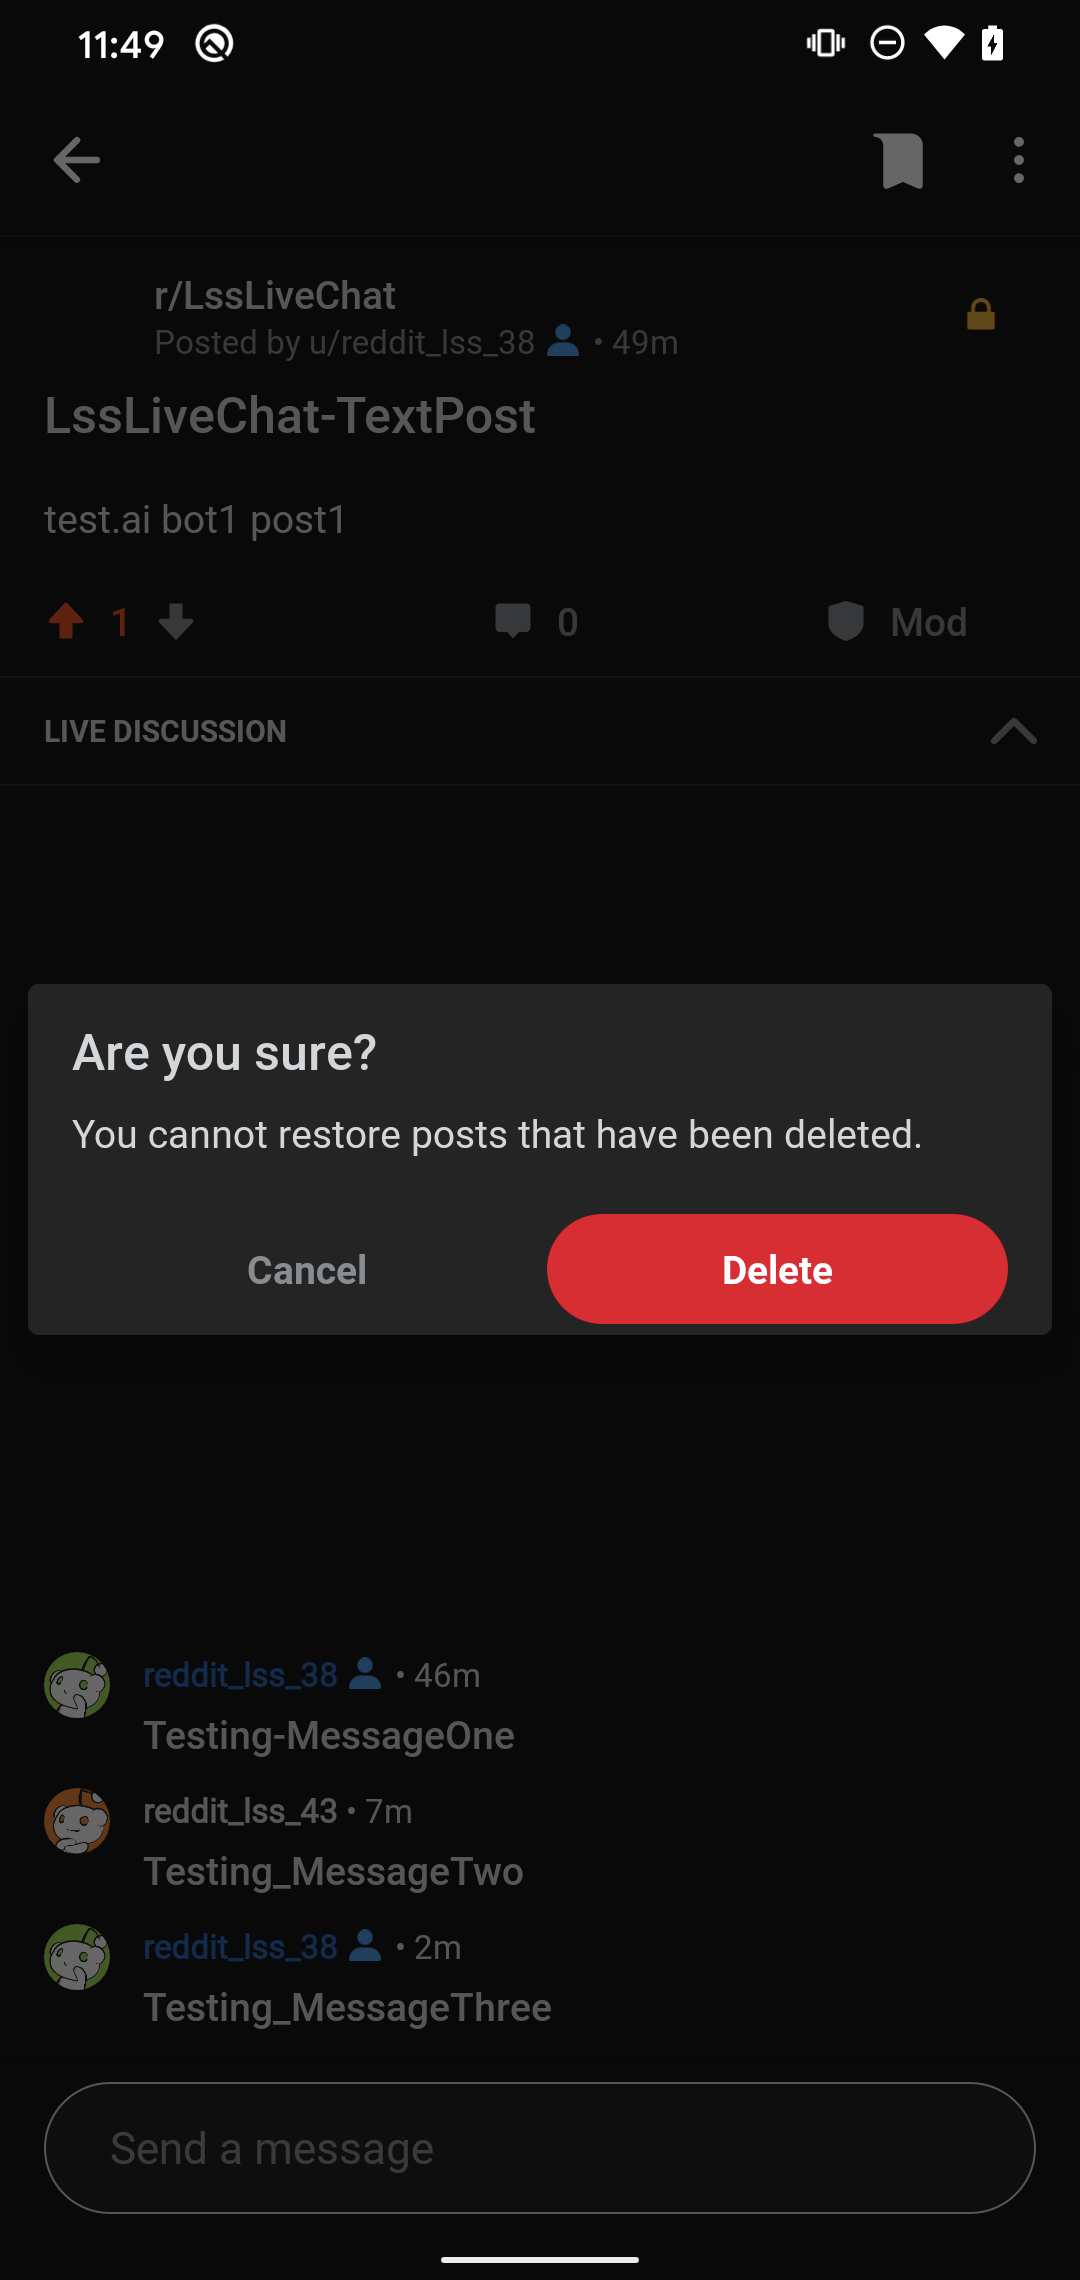 11:49
r/LssLiveChat
Posted by u/reddit_lss_38 • 49m
LssLiveChat-TextPost
test.ai bot1 post1
1 0 Mod
LIVE DISCUSSION
Are you sure?
You cannot restore posts that have been deleted.
Cancel Delete
reddit_lss_38 • 46m
Testing-MessageOne
reddit_lss_43 • 7m
Testing_MessageTwo
reddit_lss_38 • 2m
Testing_MessageThree
Send a message